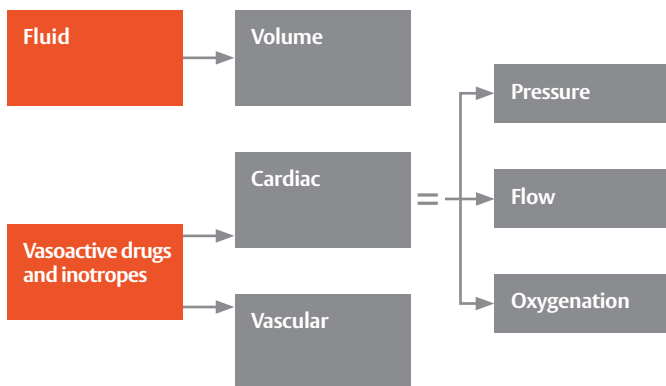 Fluid
Volume
Pressure
Cardiac
=
Flow
Vasoactive drugs
and inotropes
Vascular
Oxygenation